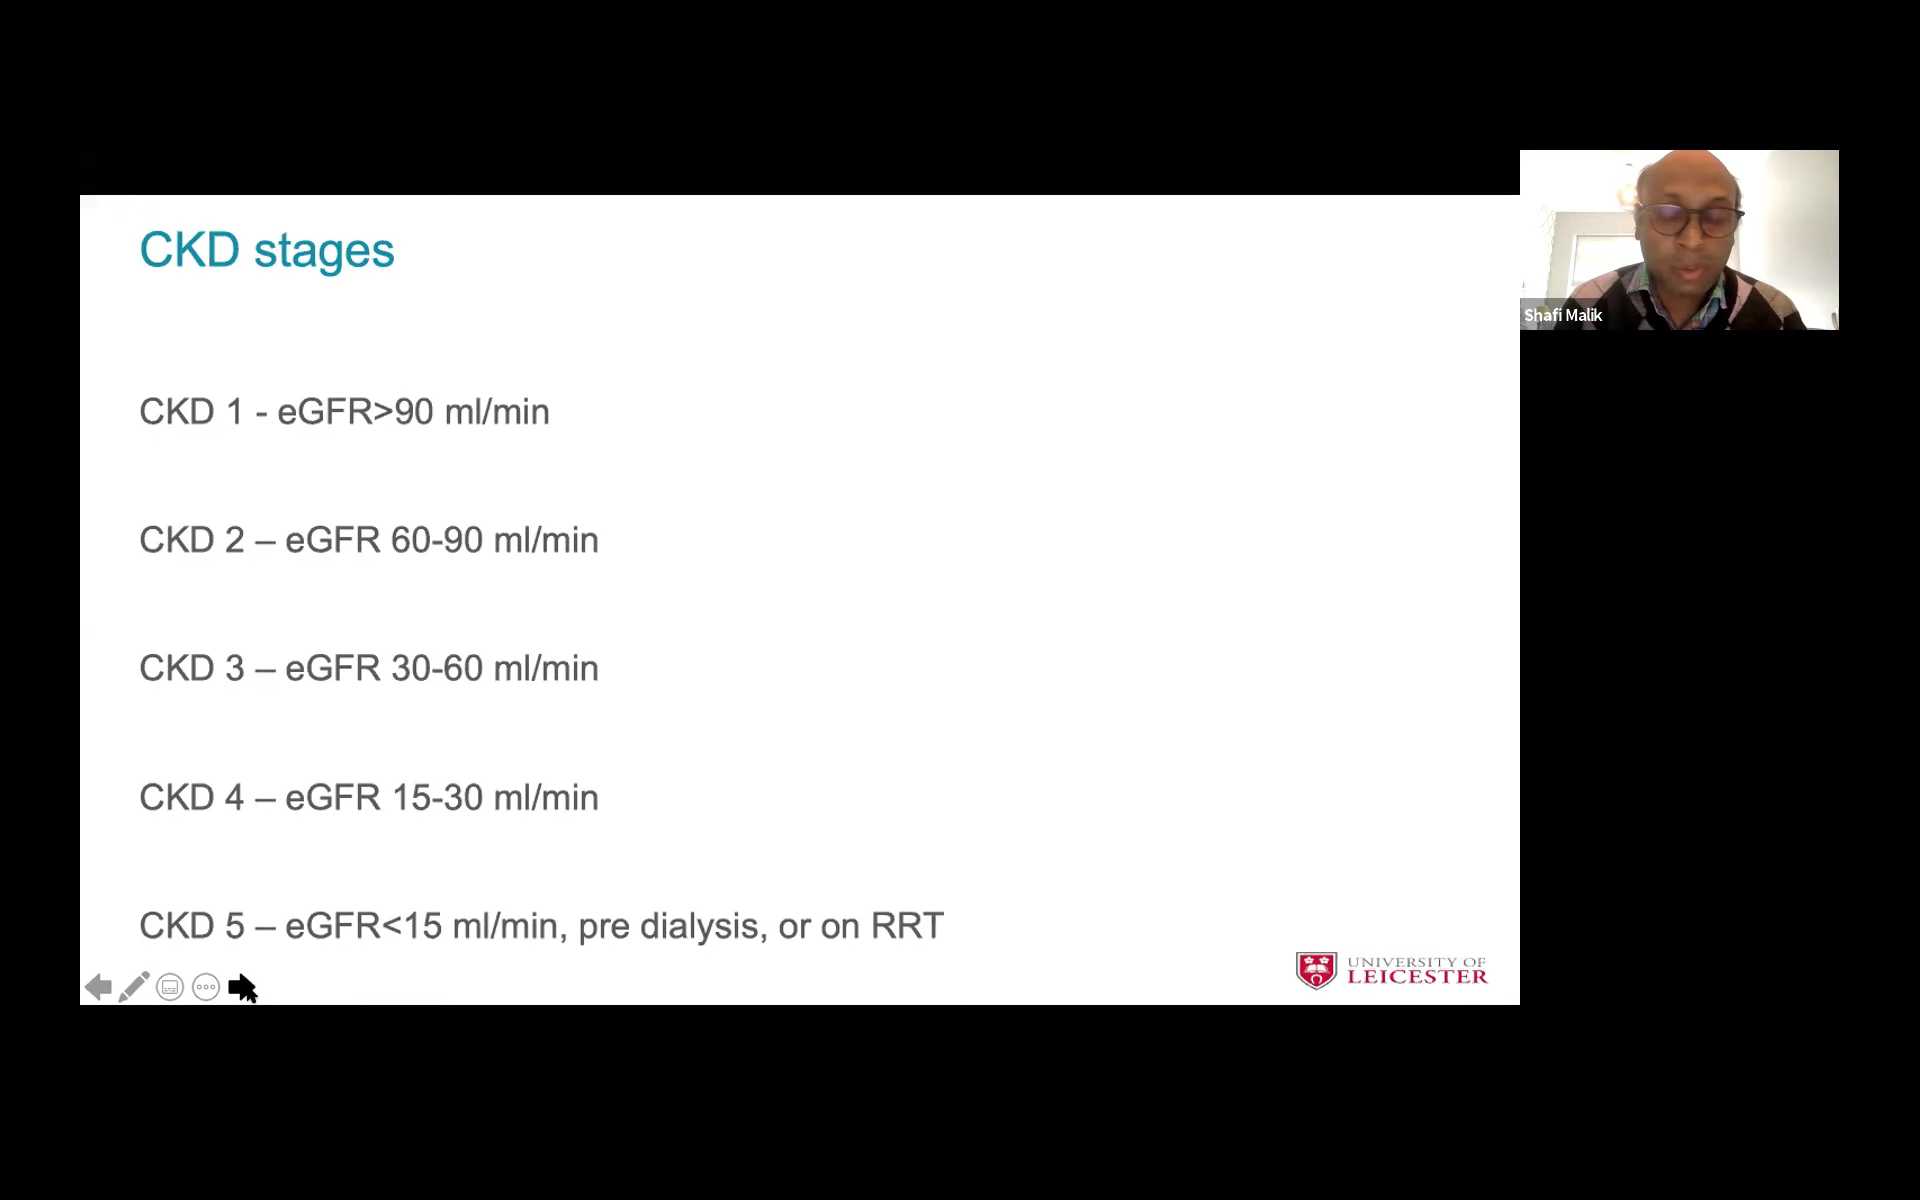 CKD stages
CKD 1 - eGFR>90 ml/min
CKD 2 – eGFR 60-90 ml/min
CKD 3 – eGFR 30-60 ml/min
CKD 4 – eGFR 15-30 ml/min
CKD 5 – eGFR<15 ml/min, pre dialysis, or on RRT
UNIVERSITY OF
LEICESTER
Shafi Malik